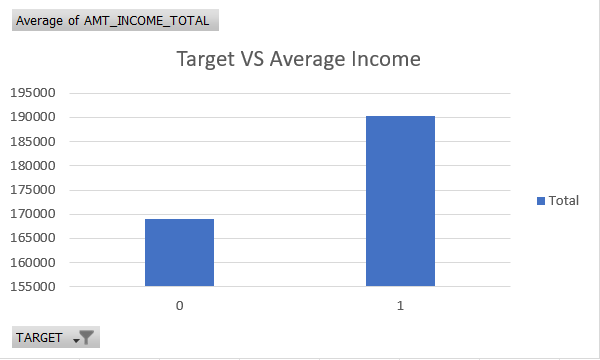 Average of AMT_INCOME_TOTAL
Target VS Average Income
195000
190000
185000
180000
175000
170000
165000
160000
155000
0 1
Total
TARGET